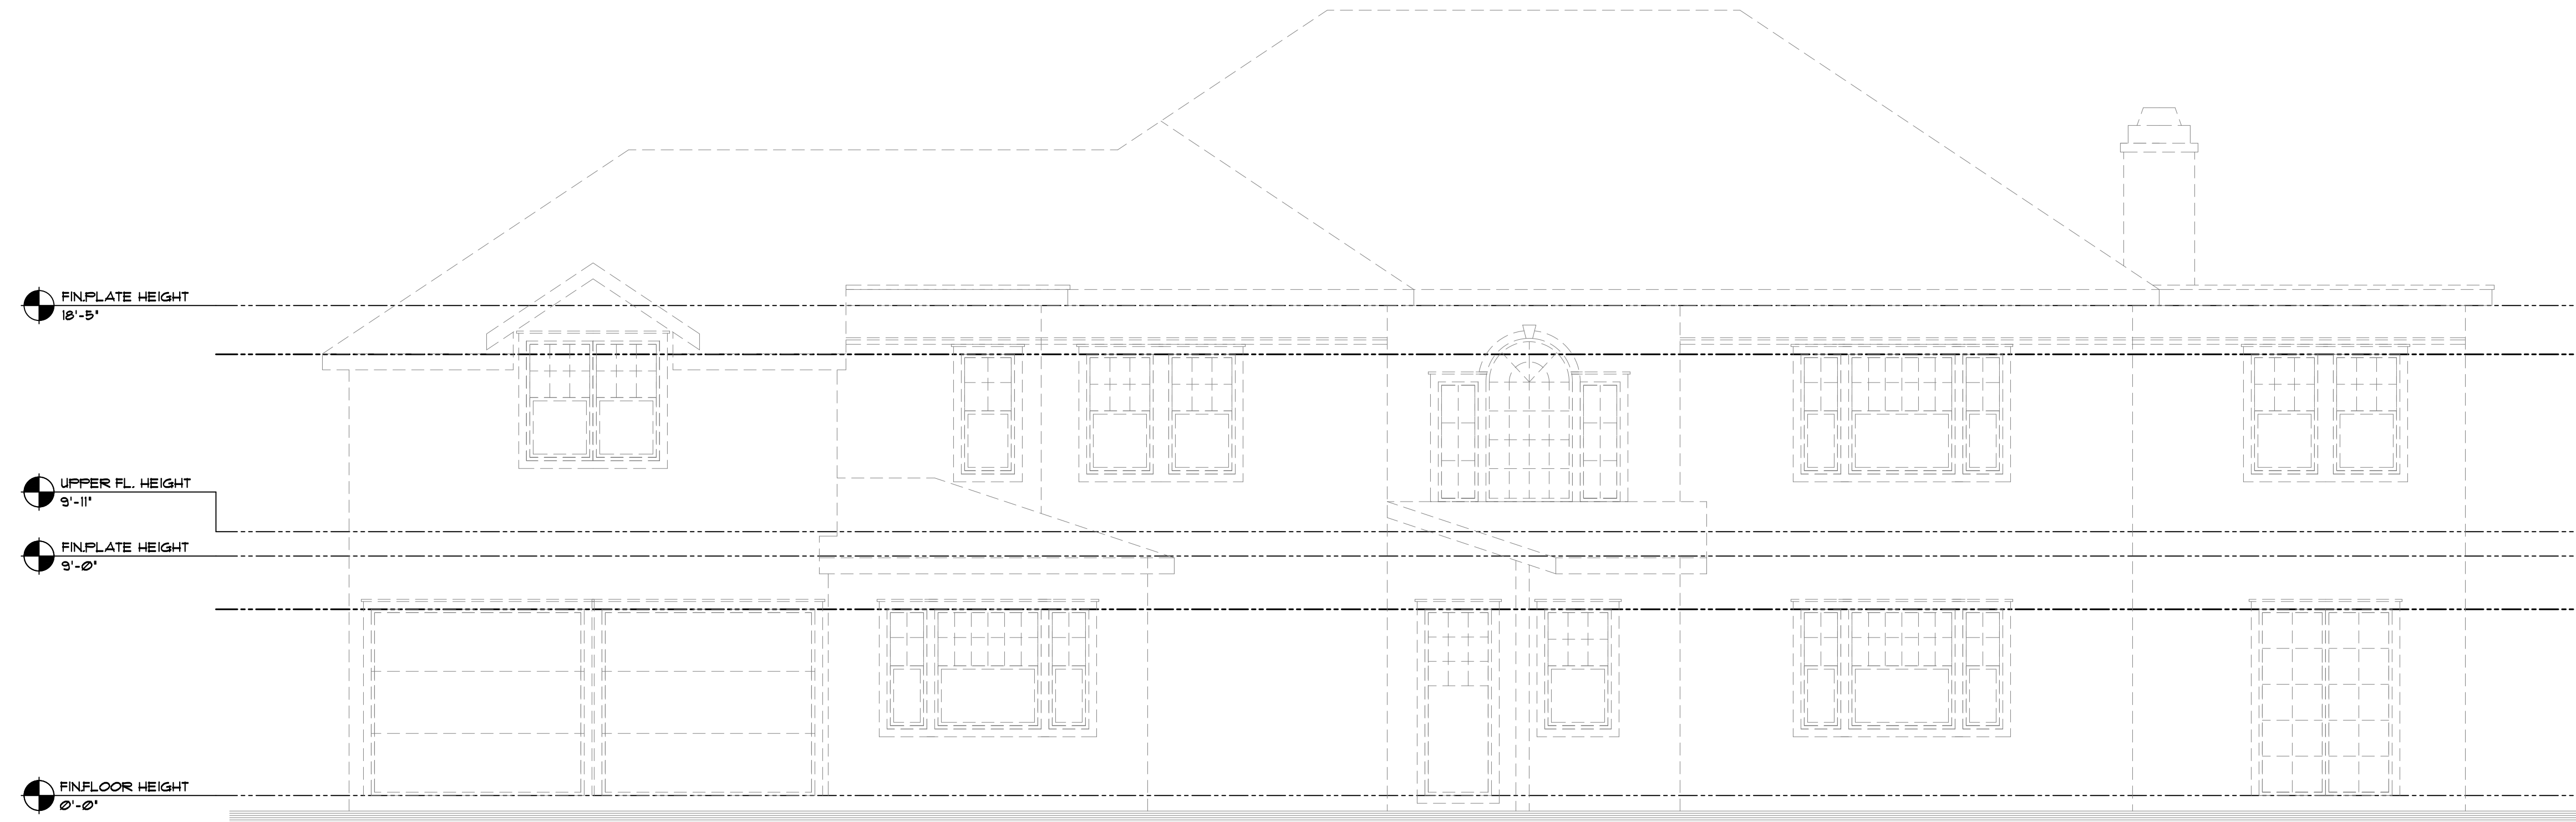 FIN.PLATE HEIGHT
18'-5"
UPPER FL. HEIGHT
9'-11"
FIN.PLATE HEIGHT
9'-0"
FIN.FLOOR HEIGHT
0'-0"